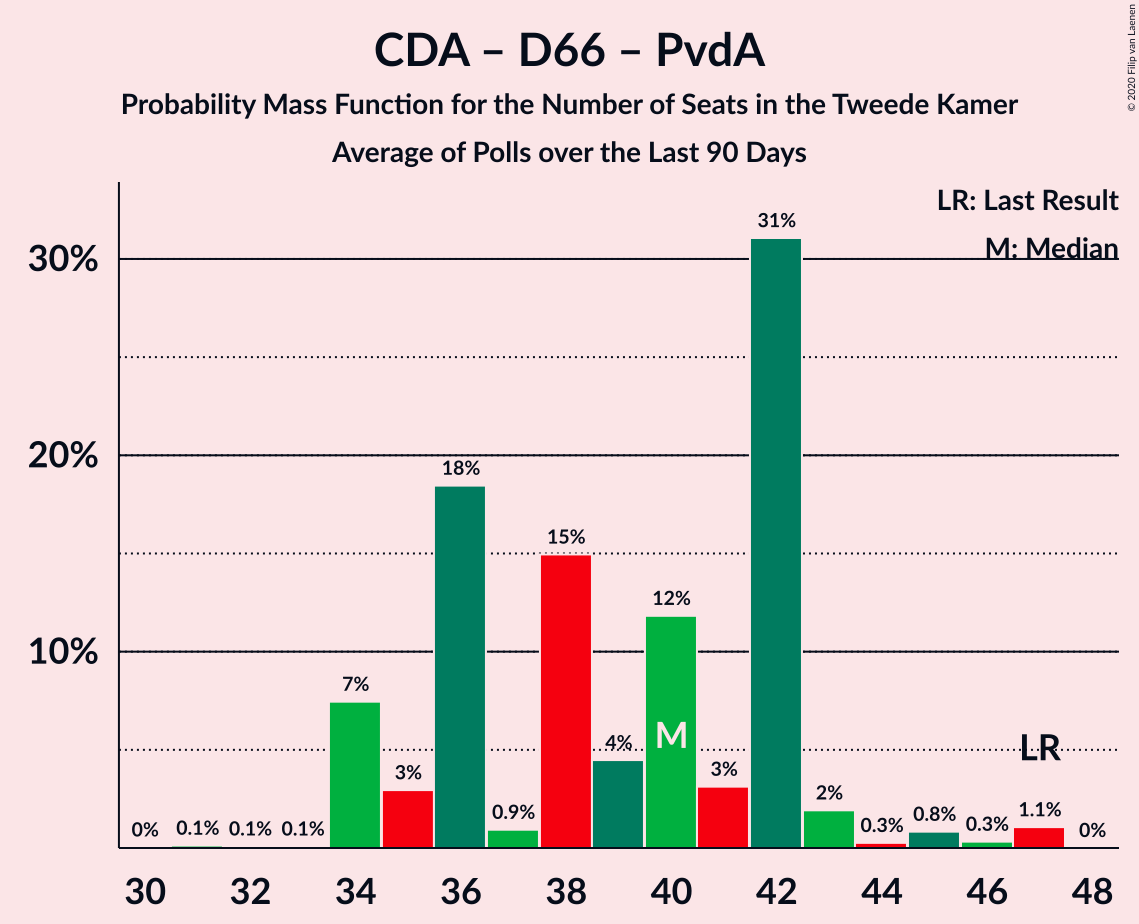 CDA – D66 – PvdA
Probability Mass Function for the Number of Seats in the Tweede Kamer
Average of Polls over the Last 90 Days
© 2020 Filip van Laenen
LR: Last Result
M: Median
30%
20%
10%
0%
0.1%
0.1%
0.1%
7%
3%
18%
0.9%
15%
4%
12%
3%
31%
2%
0.3%
0.8%
0.3%
1.1%
0%
M
LR
30 32 34 36 38 40 42 44 46 48